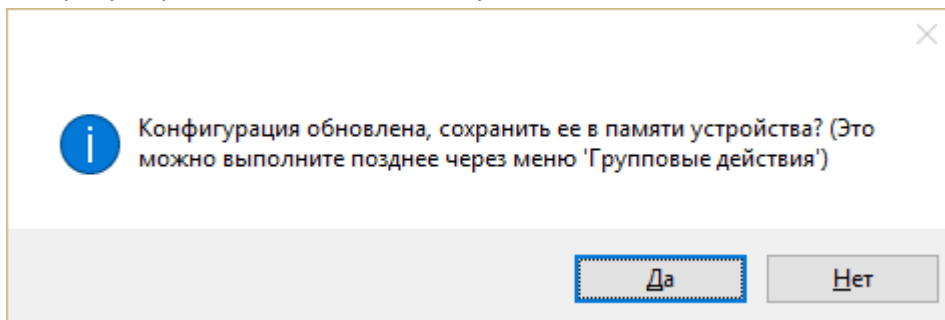 Конфигурация обновлена, сохранить ее в памяти устройства? (Это
можно выполните позднее через меню 'Групповые действия')
Да
Нет